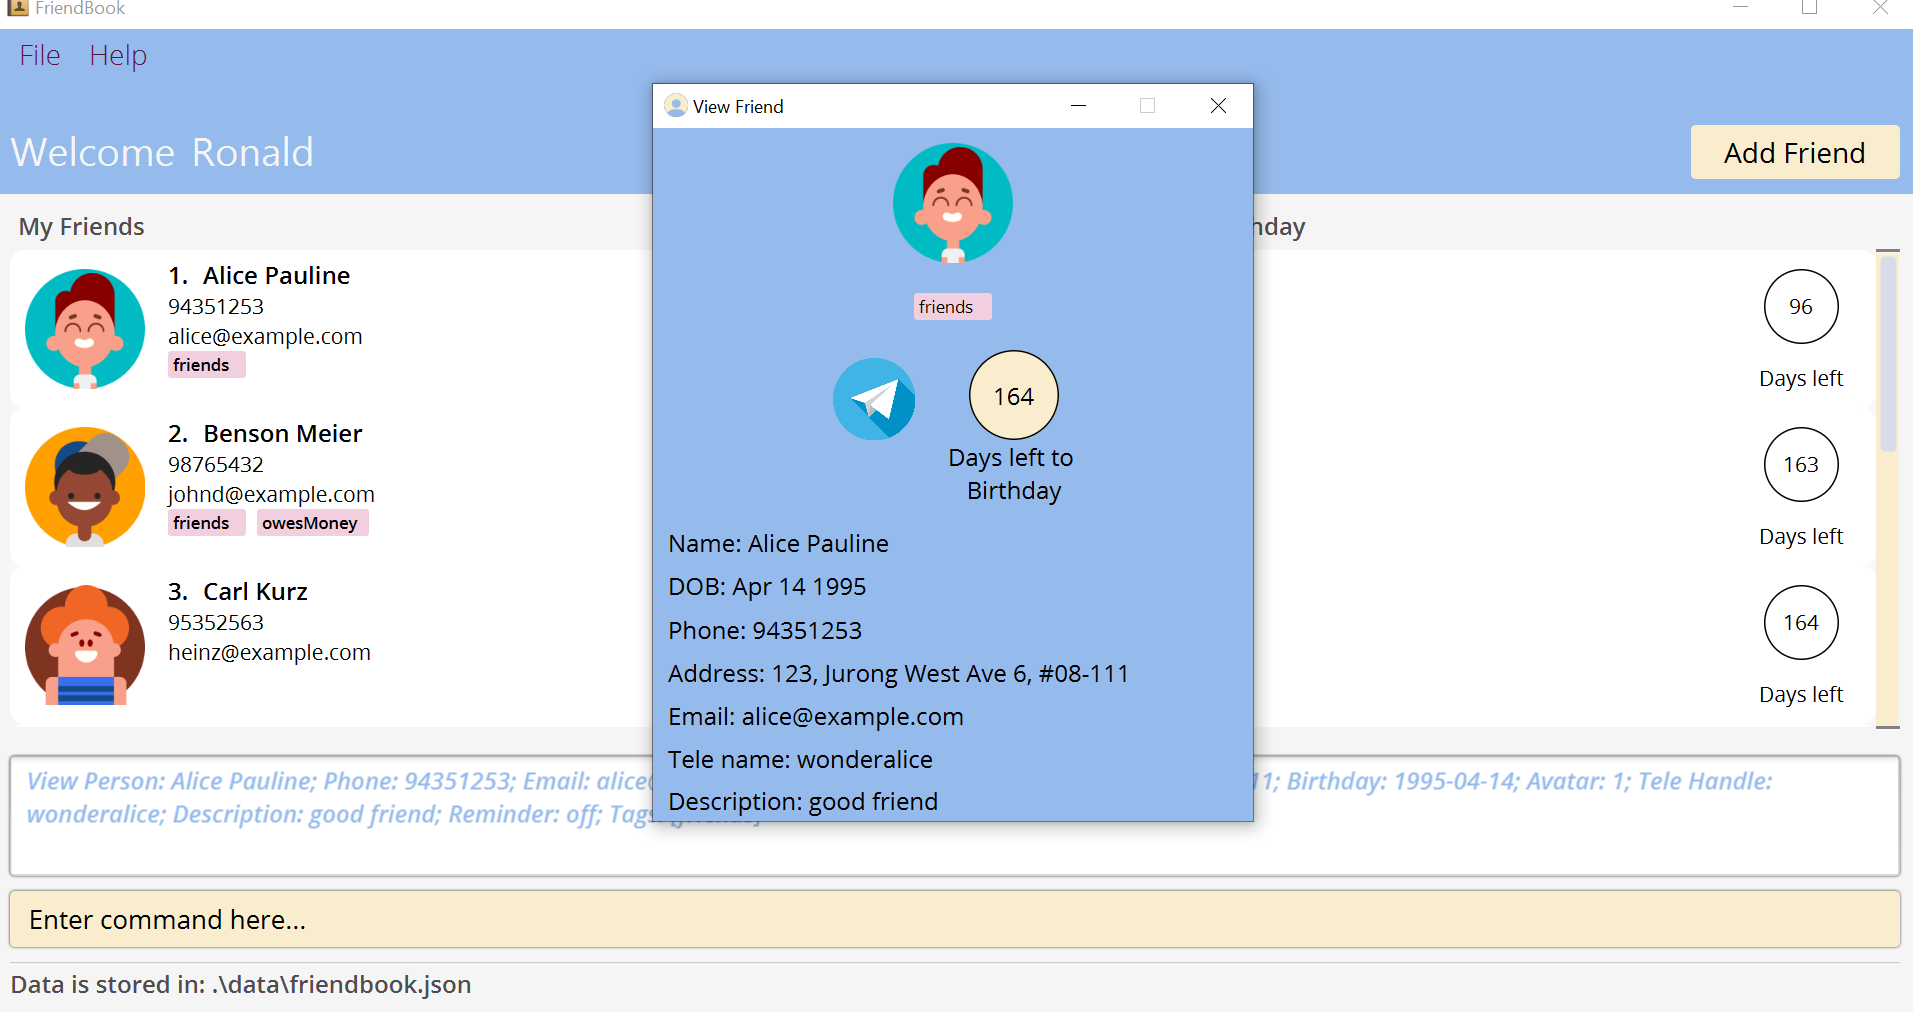 FriendBook
File Help
Welcome Ronald
Add Friend
My Friends
1. Alice Pauline
94351253
alice@example.com
friends
2. Benson Meier
98765432
johnd@example.com
friends owesMoney
3. Carl Kurz
95352563
heinz@example.com
View Friend
friends
164
Days left to
Birthday
Name: Alice Pauline
DOB: Apr 14 1995
Phone: 94351253
Address: 123, Jurong West Ave 6, #08-111
Email: alice@example.com
Tele name: wonderalice
Description: good friend
96
Days left
163
Days left
164
Days left
View Person: Alice Pauline; Phone: 94351253; Email: 11; Birthday: 1995-04-14; Avatar: 1; Tele Handle:
wonderalice; Description: good friend; Reminder: off;
Enter command here...
Data is stored in: .\data\friendbook.json